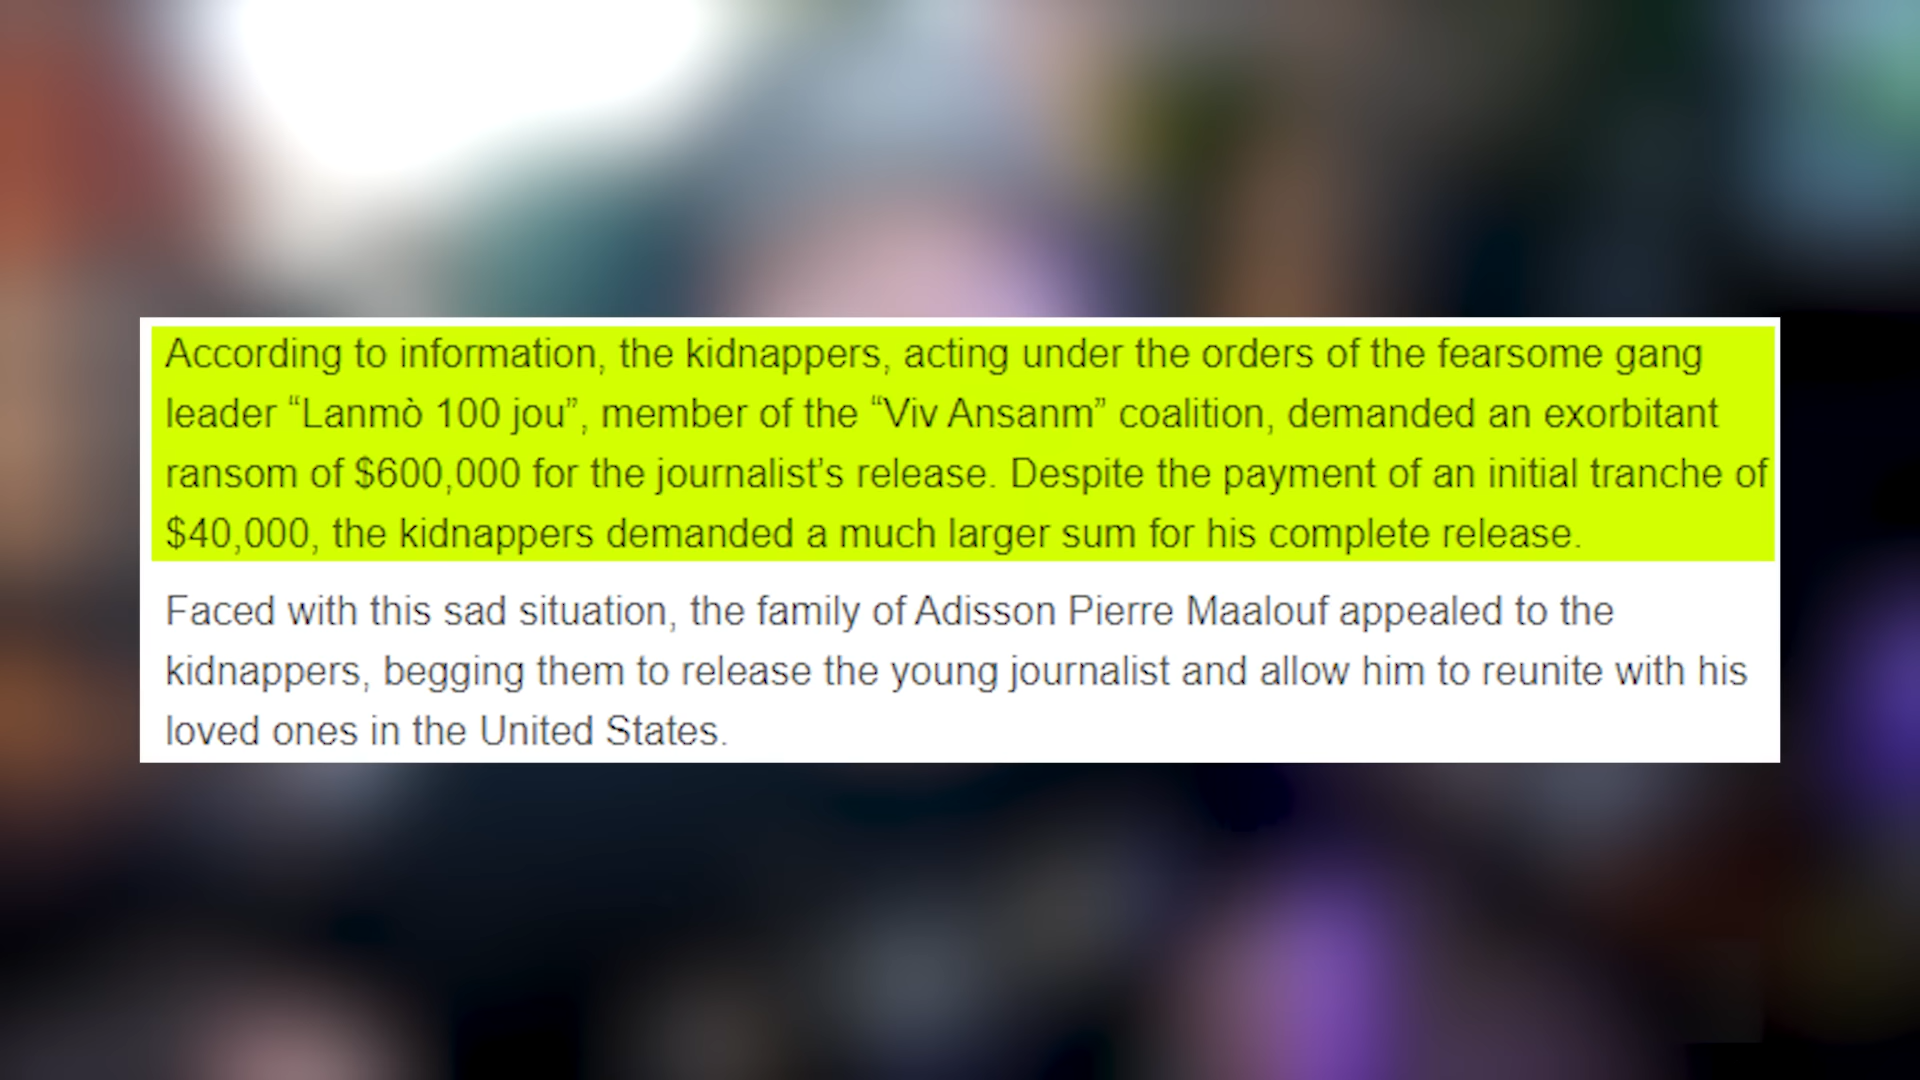 According to information, the kidnappers, acting under the orders of the fearsome gang
leader “Lanmò 100 jou”, member of the “Viv Ansanm” coalition, demanded an exorbitant
ransom of $600,000 for the journalist’s release. Despite the payment of an initial tranche of
$40,000, the kidnappers demanded a much larger sum for his complete release.
Faced with this sad situation, the family of Adisson Pierre Maalouf appealed to the
kidnappers, begging them to release the young journalist and allow him to reunite with his
loved ones in the United States.